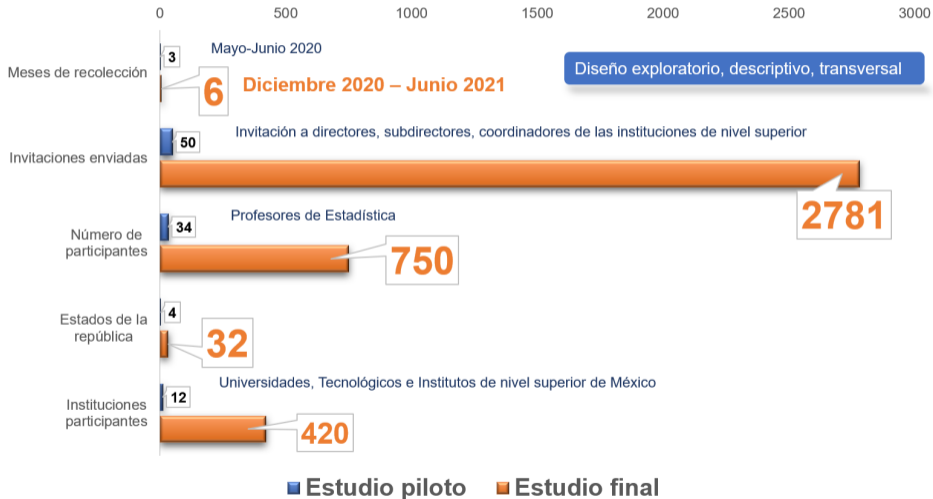 0 500 1000 1500 2000 2500 3000
Mayo-Junio 2020
3
Meses de recolección
6
Diciembre 2020 – Junio 2021
Diseño exploratorio, descriptivo, transversal
Invitación a directores, subdirectores, coordinadores de las instituciones de nivel superior
50
Invitaciones enviadas
2781
Profesores de Estadística
34
Número de
participantes
750
4
Estados de la
república
32
Universidades, Tecnológicos e Institutos de nivel superior de México
12
Instituciones
participantes
420
Estudio piloto Estudio final